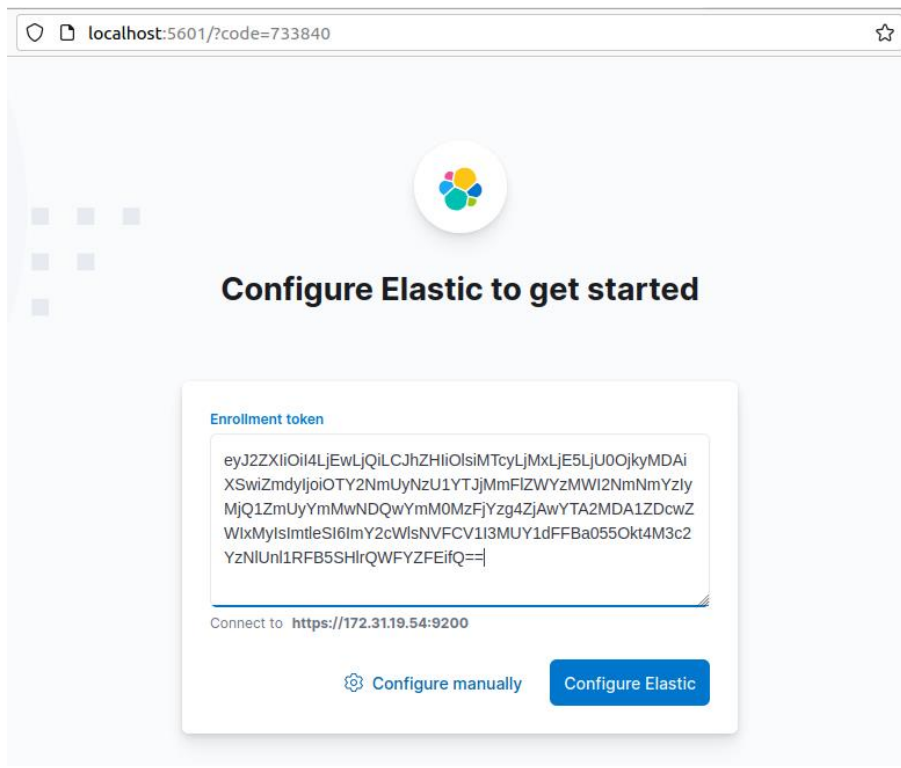 localhost:5601/?code=733840
Configure Elastic to get started
Enrollment token
eyJ2ZXIiOiI4LjEwLjQiLCJhZHIiOlsiMTcyLjMxLjE5LjU0OjkyMDAi
XSwiZmdyIjoiOTY2NmUyNzU1YTJjMmFlZWYzMWI2NmNmYzIy
MjQ1ZmUyYmMwNDQwYmM0MzFjYzg4ZjAwYTA2MDA1ZDcwZ
WIxMyIsImtleSI6ImY2cWlsNVFCV1I3MUY1dFFBa055Okt4M3c2
YzNlUnl1RFB5SHlrQWFYZFEifQ==
Connect to https://172.31.19.54:9200
Configure manually
Configure Elastic